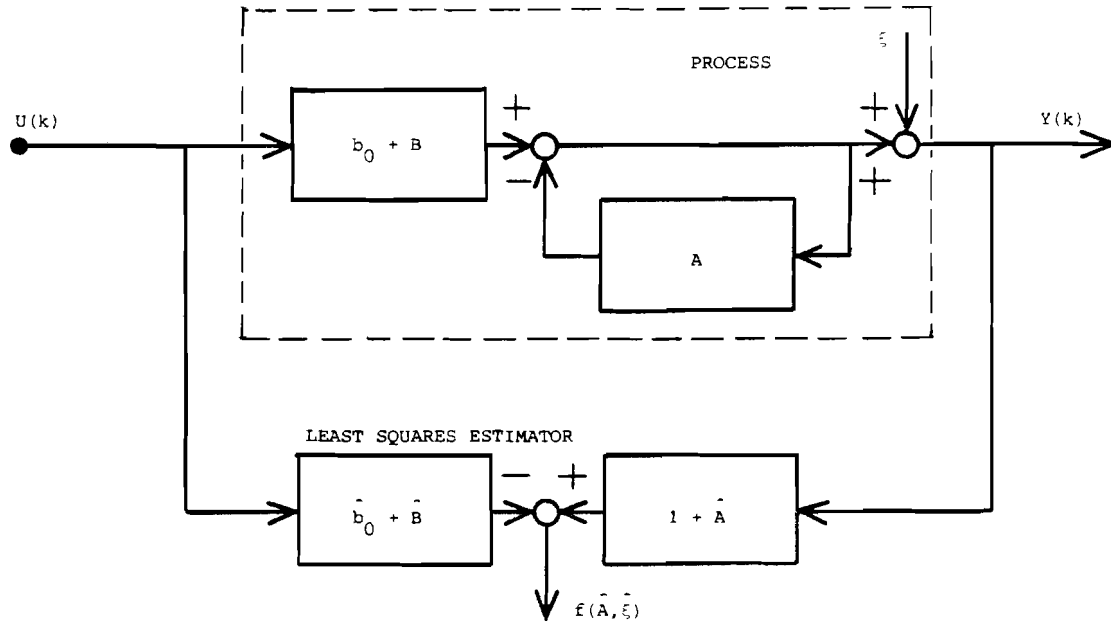 ξ
PROCESS
U(k)
Y(k)
+
+
b₀ + B
−
+
A
LEAST SQUARES ESTIMATOR
−
+
b̂₀ + B̂
1 + Â
f(Â,ξ̂)